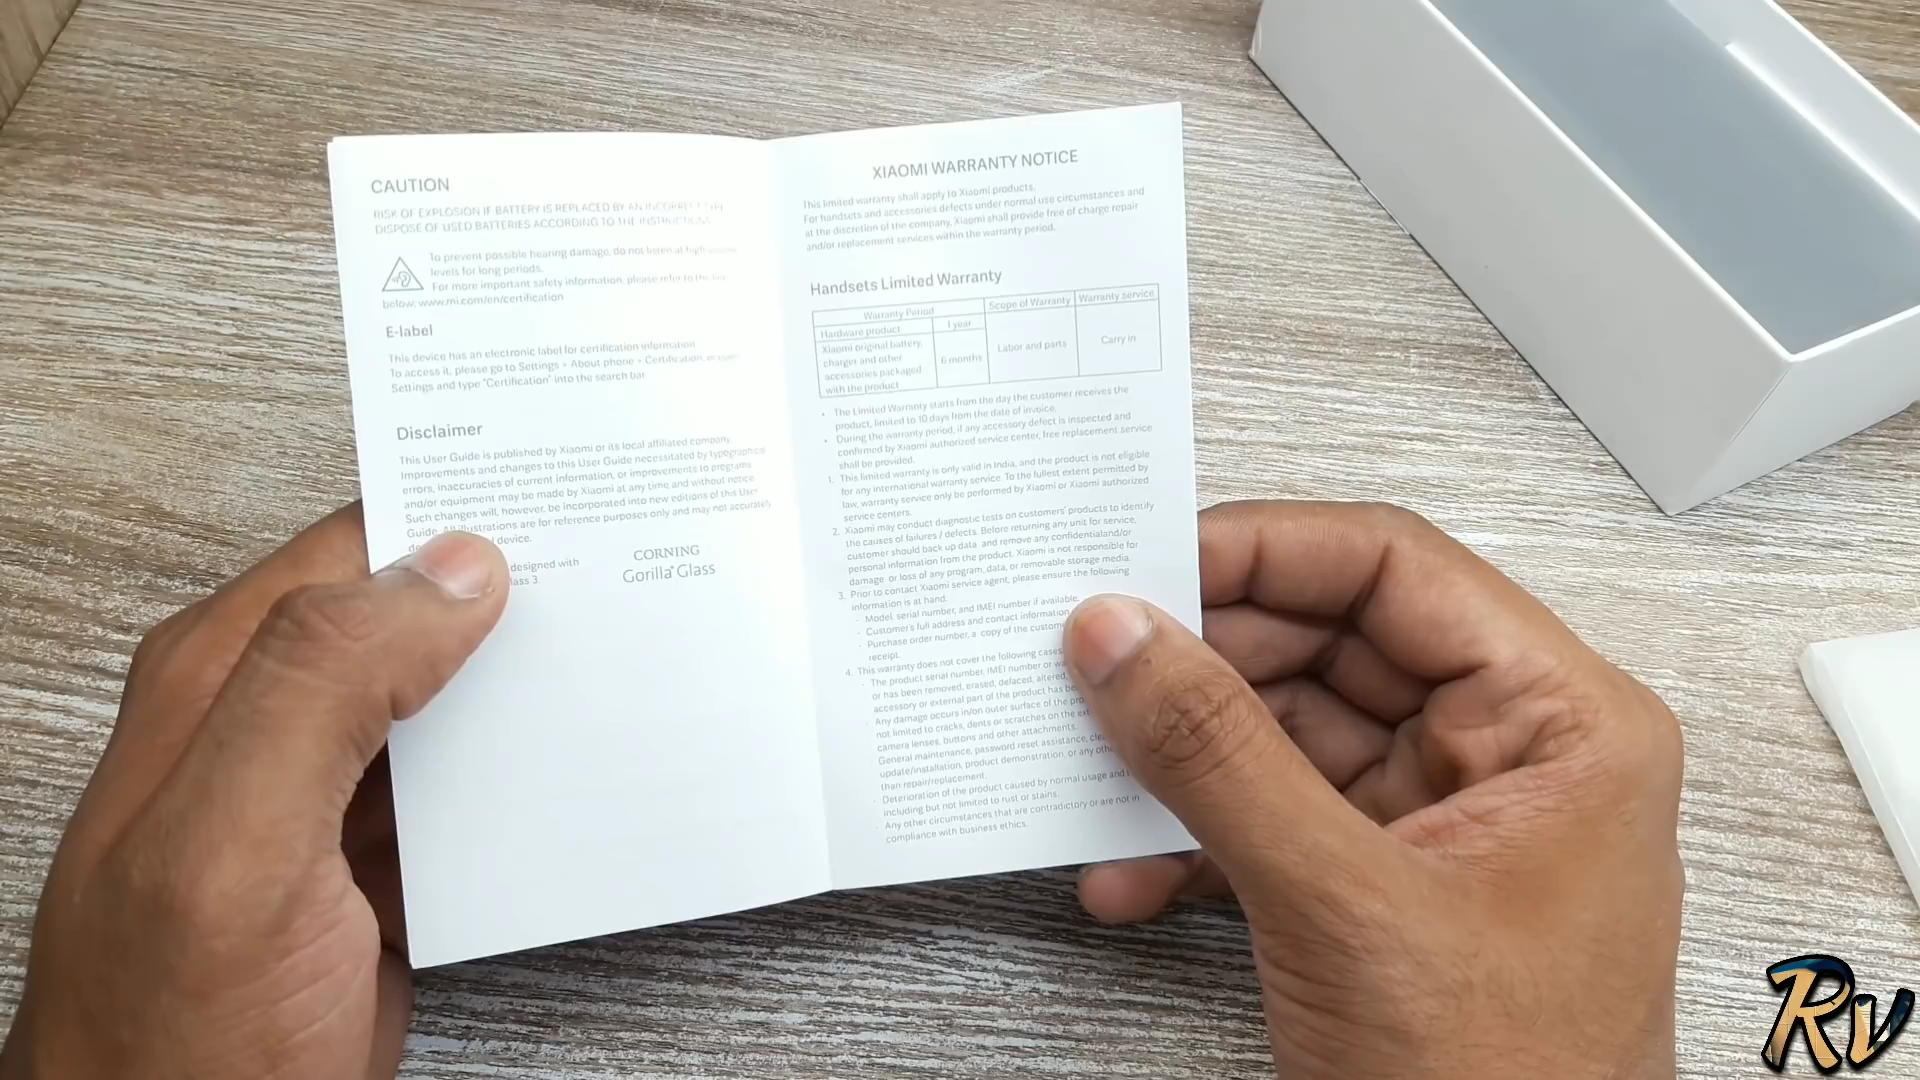 CAUTION
RISK OF EXPLOSION IF BATTERY IS REPLACED BY AN INCORRECT TYPE
DISPOSE OF USED BATTERIES ACCORDING TO THE INSTRUCTIONS
To prevent possible hearing damage, do not listen at high
levels for long periods.
For more important safety information, please refer to the
below: www.mi.com/en/certification
E-label
This device has an electronic label for certification information
To access it, please go to Settings > About phone > Certification, or
Settings and type "Certification" into the search bar
Disclaimer
This User Guide is published by Xiaomi or its local affiliated company.
Improvements and changes to this User Guide necessitated by typographical
errors, inaccuracies of current information, or improvements to programs
and/or equipment may be made by Xiaomi at any time and without notice
Such changes will, however, be incorporated into new editions of this User
Guide. All illustrations are for reference purposes only and may not accurately
device.
designed with
3.
CORNING
Gorilla Glass
XIAOMI WARRANTY NOTICE
This limited warranty shall apply to Xiaomi products.
For handsets and accessories defects under normal use circumstances and
at the discretion of the company, Xiaomi shall provide free of charge repair
and/or replacement services within the warranty period.
Handsets Limited Warranty
Warranty Period Scope of Warranty Warranty service
Hardware product 1 year
Xiaomi original battery,
charger and other
accessories packaged
with the product
6 months
Labor and parts
Carry in
• The Limited Warranty starts from the day the customer receives the
product, limited to 10 days from the date of invoice.
• During the warranty period, if any accessory defect is inspected and
confirmed by Xiaomi authorized service center, free replacement service
shall be provided.
1. This limited warranty is only valid in India, and the product is not eligible
for any international warranty service. To the fullest extent permitted by
law, warranty service only be performed by Xiaomi or Xiaomi authorized
service centers.
2. Xiaomi may conduct diagnostic tests on customers' products to identify
the causes of failures / defects. Before returning any unit for service,
customer should back up data and remove any confidentialand/or
personal information from the product. Xiaomi is not responsible for
damage or loss of any program, data, or removable storage media.
3. Prior to contact Xiaomi service agent, please ensure the following
information is at hand.
- Model, serial number, and IMEI number if available.
- Customer's full address and contact information
- Purchase order number, a copy of the
receipt.
4. This warranty does not cover the following cases
- The product serial number, IMEI number or
or has been removed, erased, defaced, altered,
accessory or external part of the product has
- Any damage occurs in/on outer surface of the
not limited to cracks, dents or scratches on the
camera lenses, buttons and other attachments.
General maintenance, password reset assistance,
update/installation, product demonstration, or any
than repair/replacement.
- Deterioration of the product caused by normal usage and
including but not limited to rust or stains.
- Any other circumstances that are contradictory or are not in
compliance with business ethics.
RV